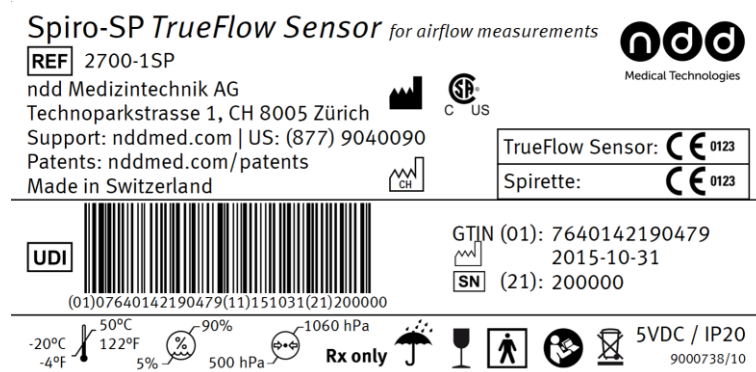 Spiro-SP TrueFlow Sensor for airflow measurements
ndd
Medical Technologies
REF 2700-1SP
ndd Medizintechnik AG
Technoparkstrasse 1, CH 8005 Zürich
Support: nddmed.com | US: (877) 9040090
Patents: nddmed.com/patents
Made in Switzerland
SA
C US
CH
TrueFlow Sensor: CE 0123
Spirette: CE 0123
UDI
(01)07640142190479(11)151031(21)200000
GTIN (01): 7640142190479
2015-10-31
SN (21): 200000
-20°C 50°C
-4°F 122°F
5% % 90%
500 hPa 1060 hPa
Rx only
5VDC / IP20
9000738/10